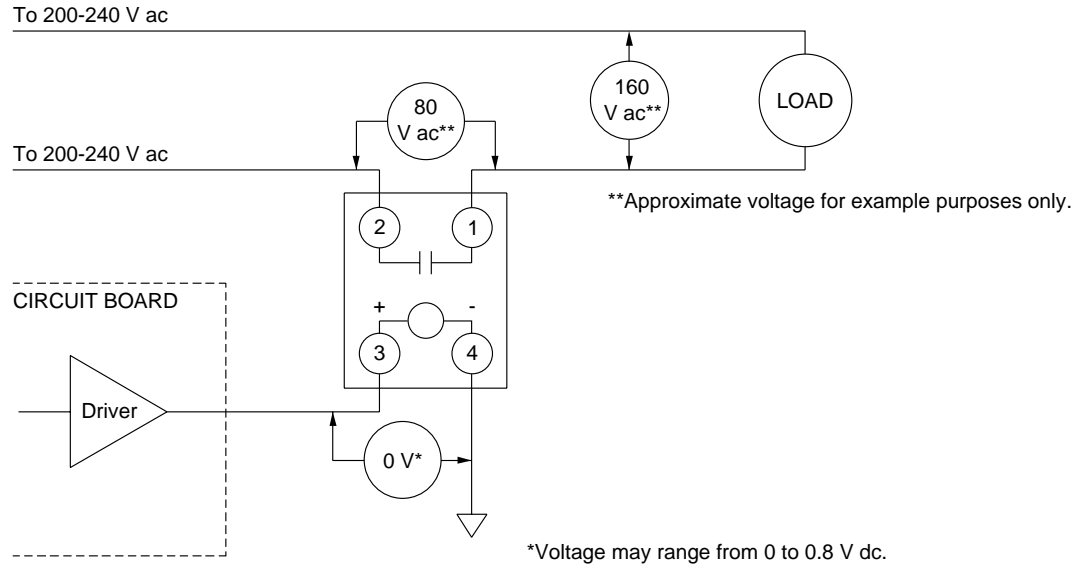 To 200-240 V ac
80
V ac**
160
V ac**
LOAD
To 200-240 V ac
**Approximate voltage for example purposes only.
2
1
CIRCUIT BOARD
+
-
3
4
Driver
0 V*
*Voltage may range from 0 to 0.8 V dc.